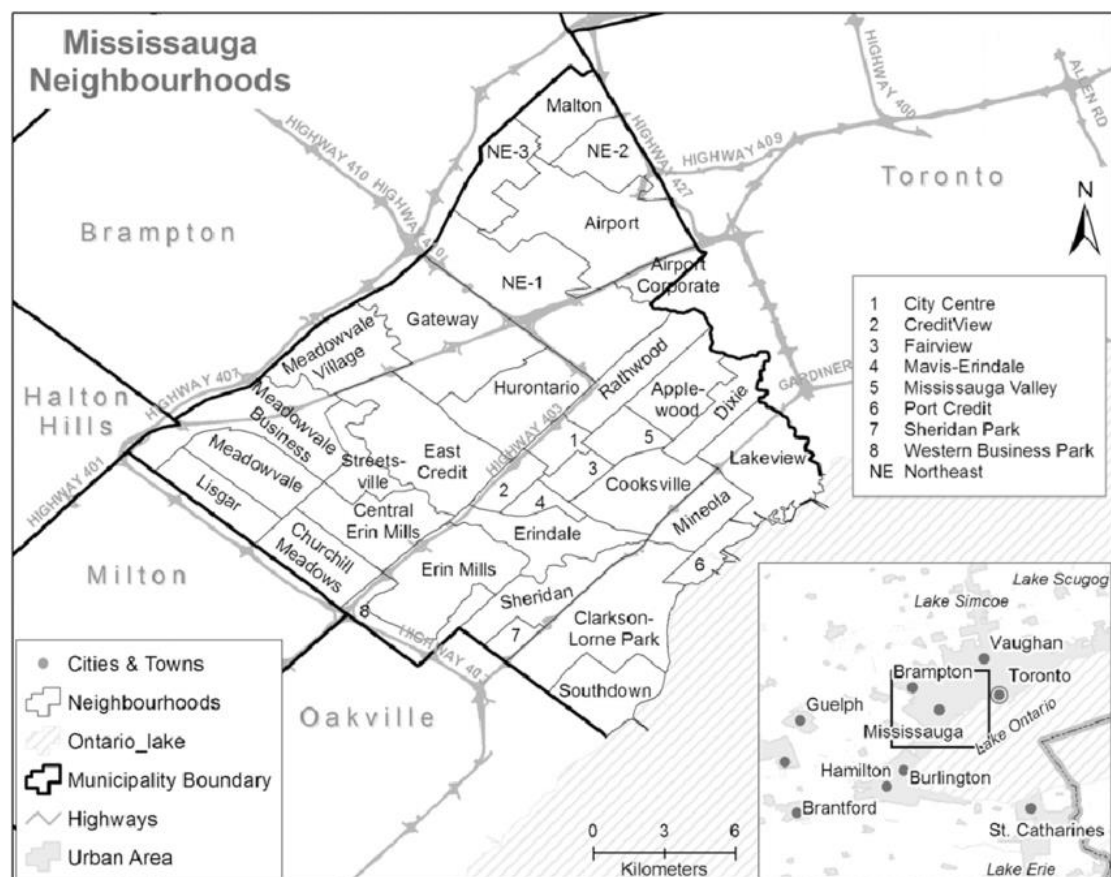 Mississauga
Neighbourhoods
HIGHWAY 410
HIGHWAY 400
ALLEN RD
HIGHWAY 409
HIGHWAY 427
Toronto
N
Brampton
Malton
NE-3
NE-2
Airport
NE-1
Airport
Corporate
Gateway
Meadowvale
Village
HIGHWAY 407
Halton
Hills
Hurontario
Rathwood
Apple-
wood
Dixie
GARDINER
Meadowvale
Business
HIGHWAY 403
HIGHWAY 401
Meadowvale
Streets-
ville
East
Credit
1
5
Lakeview
Lisgar
3
2
4
Cooksville
Mineola
Central
Erin Mills
Churchill
Meadows
Erindale
6
Milton
Erin Mills
8
Sheridan
7
Clarkson-
Lorne Park
Southdown
Oakville
1 City Centre
2 CreditView
3 Fairview
4 Mavis-Erindale
5 Mississauga Valley
6 Port Credit
7 Sheridan Park
8 Western Business Park
NE Northeast
Cities & Towns
Neighbourhoods
Ontario_lake
Municipality Boundary
Highways
Urban Area
0 3 6
Kilometers
Lake Scugog
Lake Simcoe
Vaughan
Brampton
Toronto
Guelph
Mississauga
Lake Ontario
Hamilton
Burlington
Brantford
St. Catharines
Lake Erie